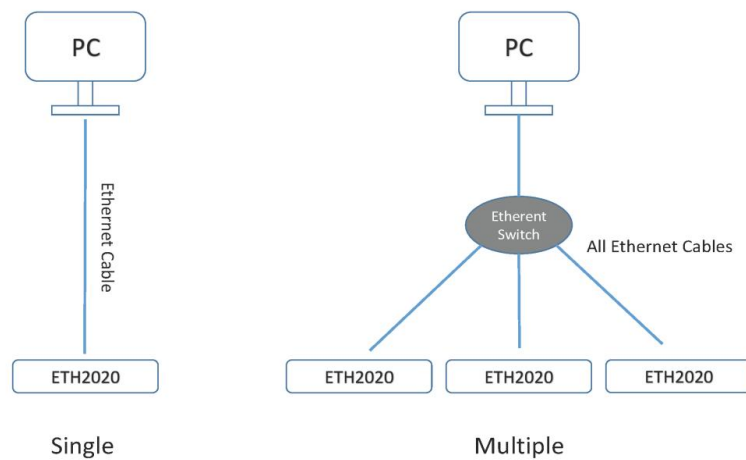 PC
Ethernet Cable
ETH2020
Single
PC
Etherent
Switch
All Ethernet Cables
ETH2020
ETH2020
ETH2020
Multiple